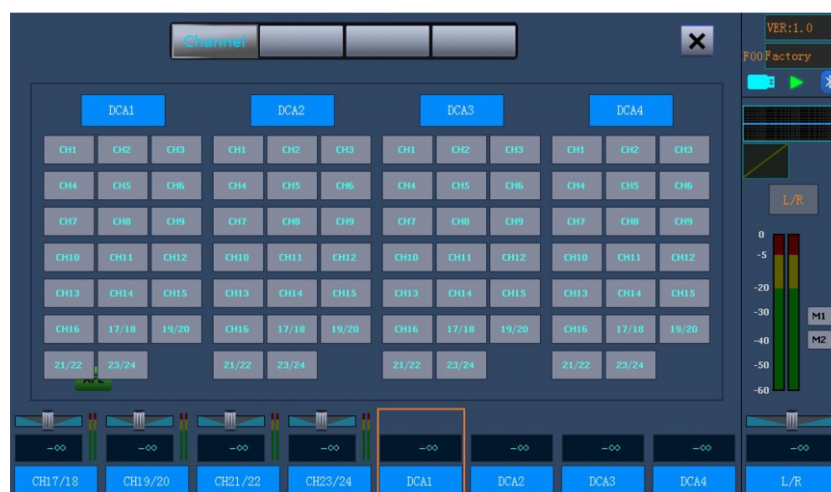 Channel
VER:1.0
F00 Factory
DCA1 DCA2 DCA3 DCA4
CH1 CH2 CH3 CH1 CH2 CH3 CH1 CH2 CH3 CH1 CH2 CH3
CH4 CH5 CH6 CH4 CH5 CH6 CH4 CH5 CH6 CH4 CH5 CH6
CH7 CH8 CH9 CH7 CH8 CH9 CH7 CH8 CH9 CH7 CH8 CH9
CH10 CH11 CH12 CH10 CH11 CH12 CH10 CH11 CH12 CH10 CH11 CH12
CH13 CH14 CH15 CH13 CH14 CH15 CH13 CH14 CH15 CH13 CH14 CH15
CH16 17/18 19/20 CH16 17/18 19/20 CH16 17/18 19/20 CH16 17/18 19/20
21/22 23/24 21/22 23/24 21/22 23/24 21/22 23/24
L/R
0
-5
-20
-30
M1
-40
M2
-50
-60
-∞ -∞ -∞ -∞ -∞ -∞ -∞ -∞ -∞
CH17/18 CH19/20 CH21/22 CH23/24 DCA1 DCA2 DCA3 DCA4 L/R